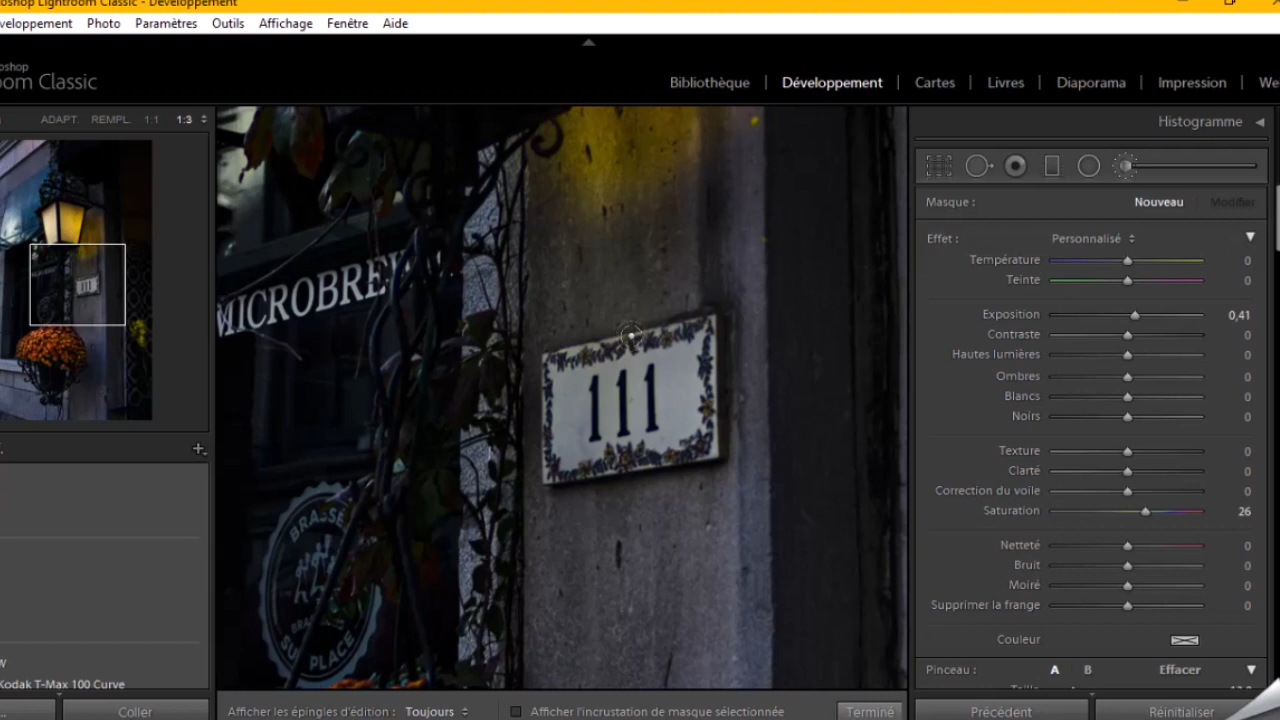 oshop Lightroom Classic - Développement
veloppement Photo Paramètres Outils Affichage Fenêtre Aide
oshop
om Classic
Bibliothèque | Développement | Cartes | Livres | Diaporama | Impression | We
ADAPT. REMPL. 1:1 1:3
Histogramme
Masque : Nouveau Modifier
Effet : Personnalisé
Température 0
Teinte 0
Exposition 0,41
Contraste 0
Hautes lumières 0
Ombres 0
Blancs 0
Noirs 0
Texture 0
Clarté 0
Correction du voile 0
Saturation 26
Netteté 0
Bruit 0
Moiré 0
Supprimer la frange 0
Couleur
Pinceau : A B Effacer
MICROBRE
111
BRASSÉ
SUR PLACE
W
Kodak T-Max 100 Curve
Coller
Afficher les épingles d'édition : Toujours
Afficher l'incrustation de masque sélectionnée
Terminé
Précédent
Réinitialiser